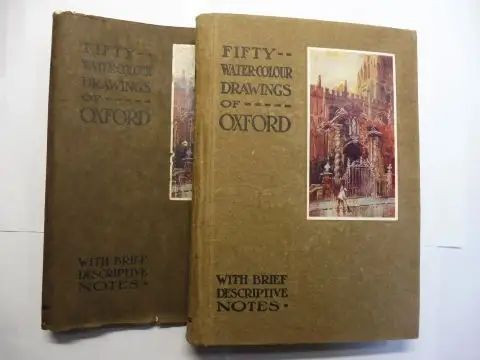 FIFTY--
WATER-COLOUR
DRAWINGS
OF-----
OXFORD
WITH BRIEF
DESCRIPTIVE
NOTES·
FIFTY--
WATER·COLOUR
DRAWINGS
OF-----
OXFORD
WITH BRIEF
DESCRIPTIVE
NOTES·